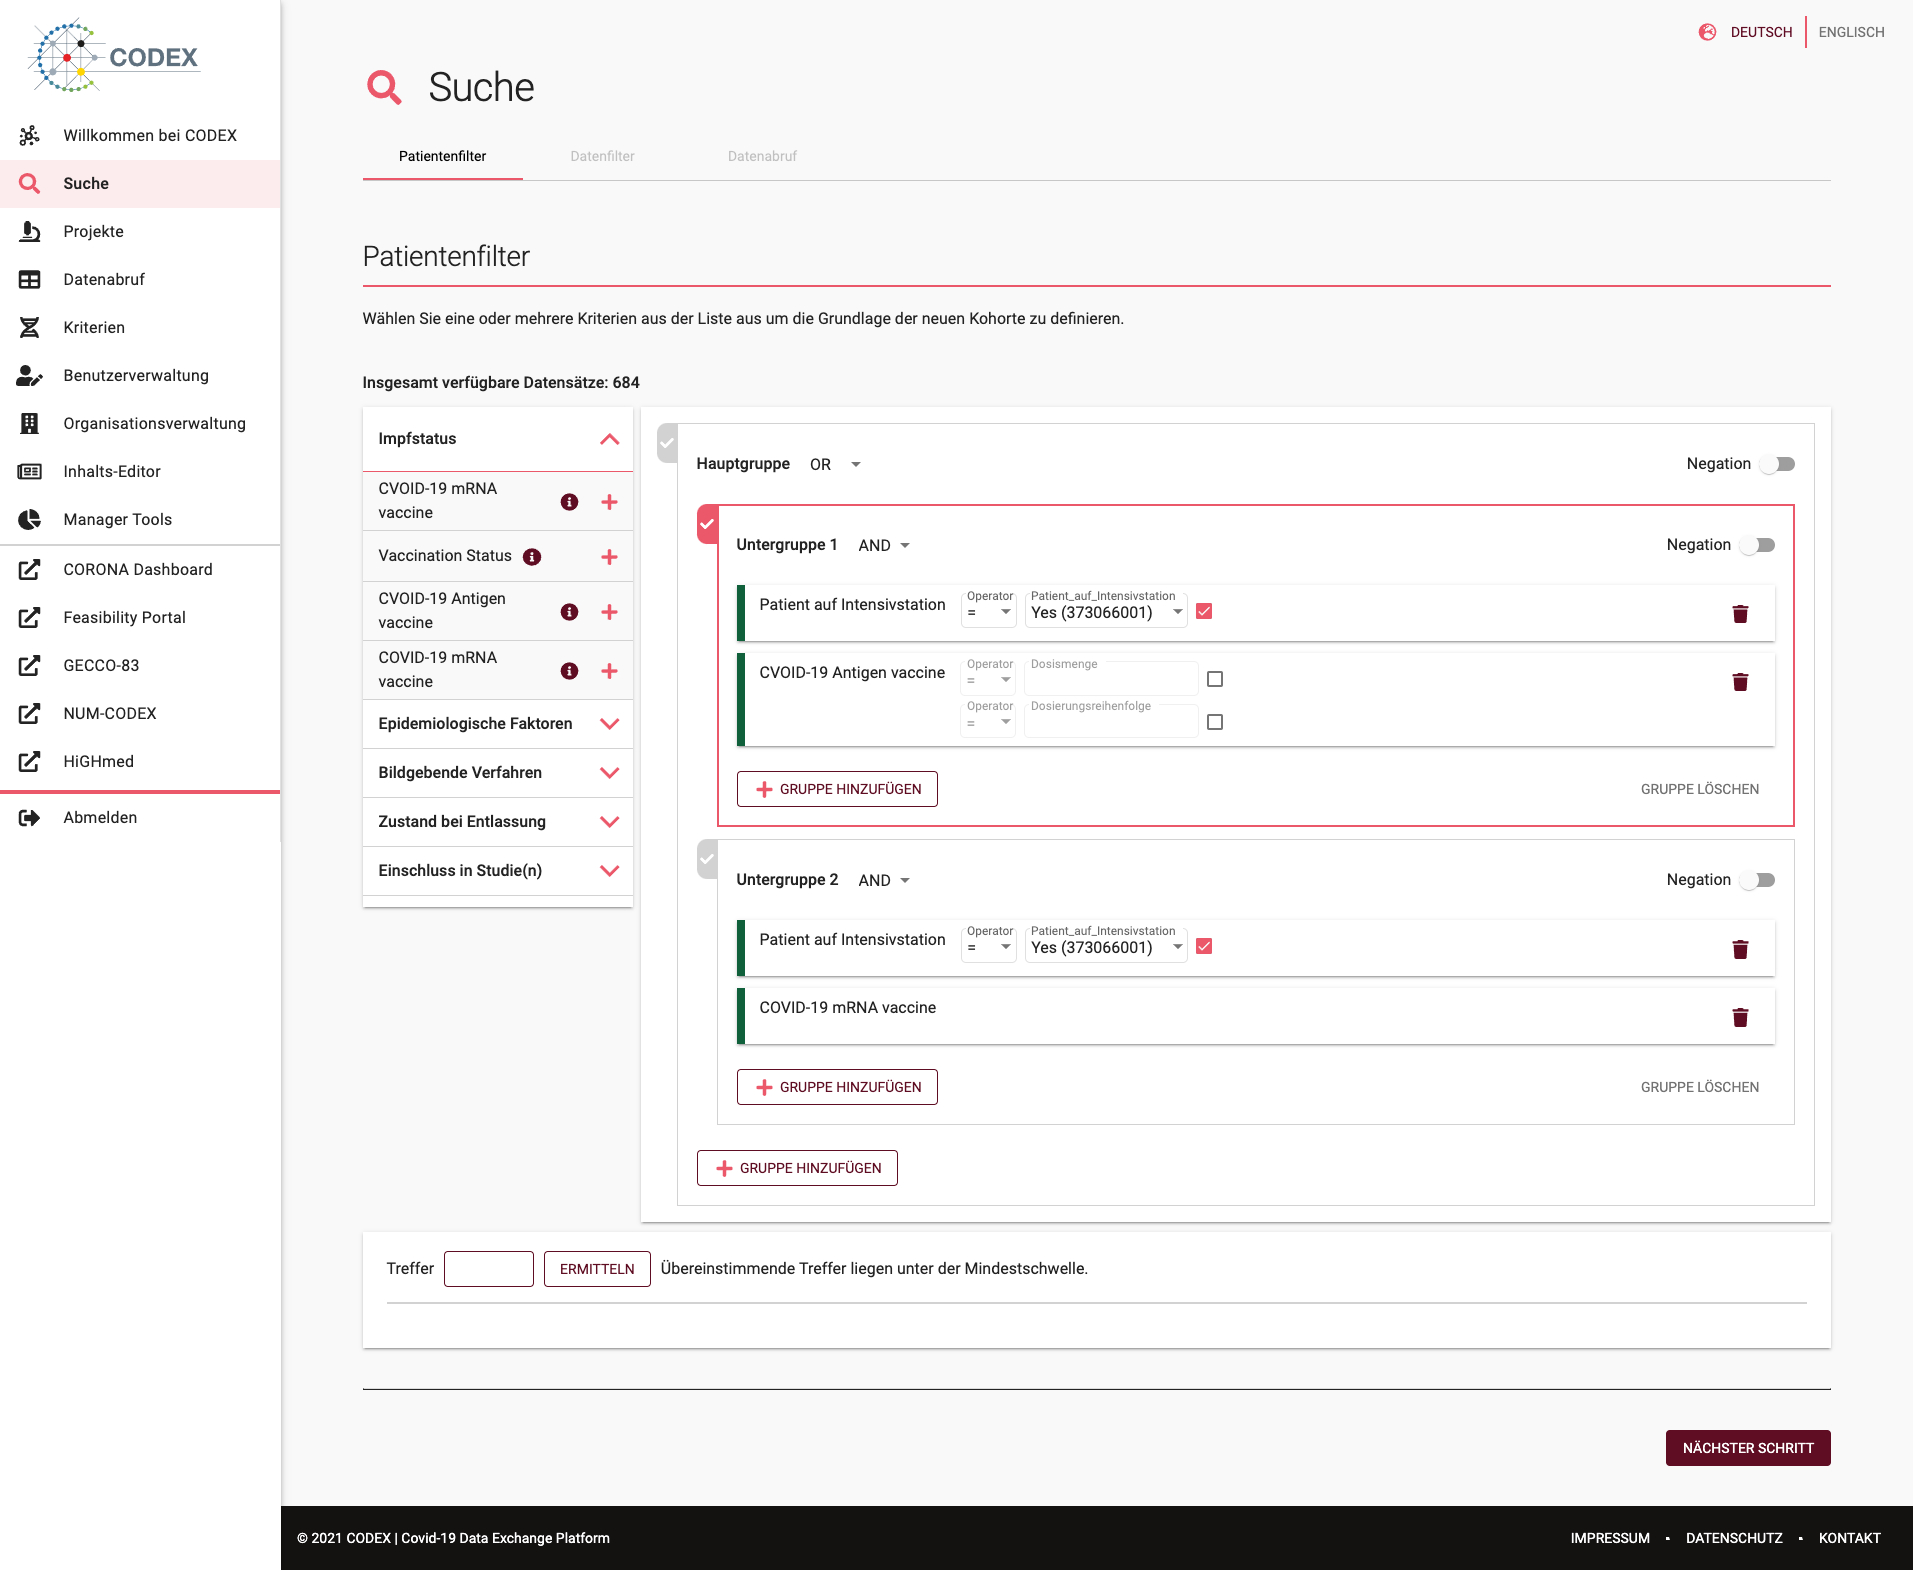 CODEX
Willkommen bei CODEX
Suche
Projekte
Datenabruf
Kriterien
Benutzerverwaltung
Organisationsverwaltung
Inhalts-Editor
Manager Tools
CORONA Dashboard
Feasibility Portal
GECCO-83
NUM-CODEX
HiGHmed
Abmelden
DEUTSCH ENGLISCH
Suche
Patientenfilter Datenfilter Datenabruf
Patientenfilter
Wählen Sie eine oder mehrere Kriterien aus der Liste aus um die Grundlage der neuen Kohorte zu definieren.
Insgesamt verfügbare Datensätze: 684
Impfstatus
CVOID-19 mRNA
vaccine
Vaccination Status
CVOID-19 Antigen
vaccine
COVID-19 mRNA
vaccine
Epidemiologische Faktoren
Bildgebende Verfahren
Zustand bei Entlassung
Einschluss in Studie(n)
Hauptgruppe OR Negation
Untergruppe 1 AND Negation
Operator Patient_auf_Intensivstation
Patient auf Intensivstation = Yes (373066001)
Operator Dosismenge
CVOID-19 Antigen vaccine =
Operator Dosierungsreihenfolge
=
GRUPPE HINZUFÜGEN GRUPPE LÖSCHEN
Untergruppe 2 AND Negation
Operator Patient_auf_Intensivstation
Patient auf Intensivstation = Yes (373066001)
COVID-19 mRNA vaccine
GRUPPE HINZUFÜGEN GRUPPE LÖSCHEN
GRUPPE HINZUFÜGEN
Treffer ERMITTELN Übereinstimmende Treffer liegen unter der Mindestschwelle.
NÄCHSTER SCHRITT
© 2021 CODEX | Covid-19 Data Exchange Platform IMPRESSUM • DATENSCHUTZ • KONTAKT